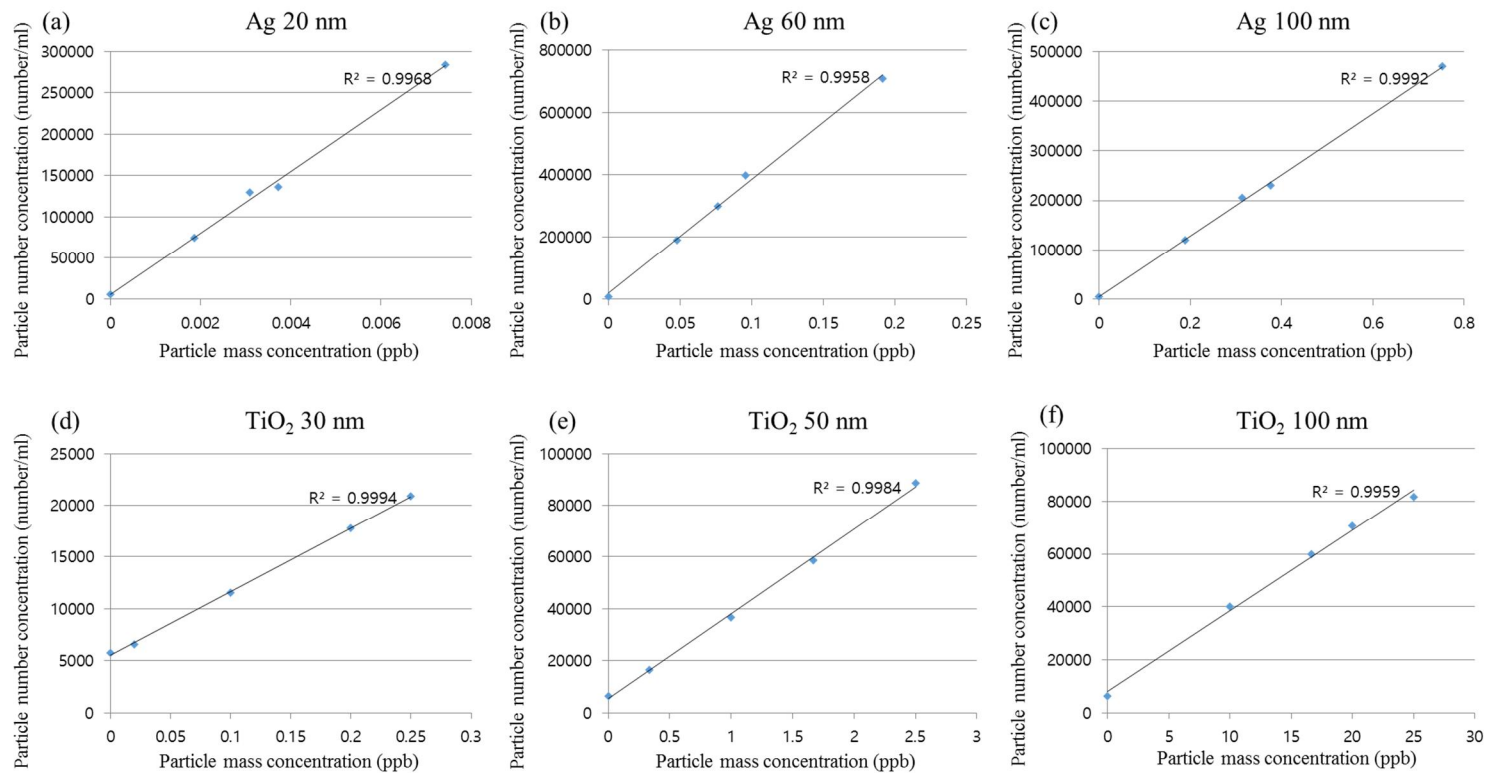 (a)
Ag 20 nm
Particle number concentration (number/ml)
300000
250000
200000
150000
100000
50000
0
R² = 0.9968
0 0.002 0.004 0.006 0.008
Particle mass concentration (ppb)
(b)
Ag 60 nm
Particle number concentration (number/ml)
800000
600000
400000
200000
0
R² = 0.9958
0 0.05 0.1 0.15 0.2 0.25
Particle mass concentration (ppb)
(c)
Ag 100 nm
Particle number concentration (number/ml)
500000
400000
300000
200000
100000
0
R² = 0.9992
0 0.2 0.4 0.6 0.8
Particle mass concentration (ppb)
(d)
TiO₂ 30 nm
Particle number concentration (number/ml)
25000
20000
15000
10000
5000
0
R² = 0.9994
0 0.05 0.1 0.15 0.2 0.25 0.3
Particle mass concentration (ppb)
(e)
TiO₂ 50 nm
Particle number concentration (number/ml)
100000
80000
60000
40000
20000
0
R² = 0.9984
0 0.5 1 1.5 2 2.5 3
Particle mass concentration (ppb)
(f)
TiO₂ 100 nm
Particle number concentration (number/ml)
100000
80000
60000
40000
20000
0
R² = 0.9959
0 5 10 15 20 25 30
Particle mass concentration (ppb)